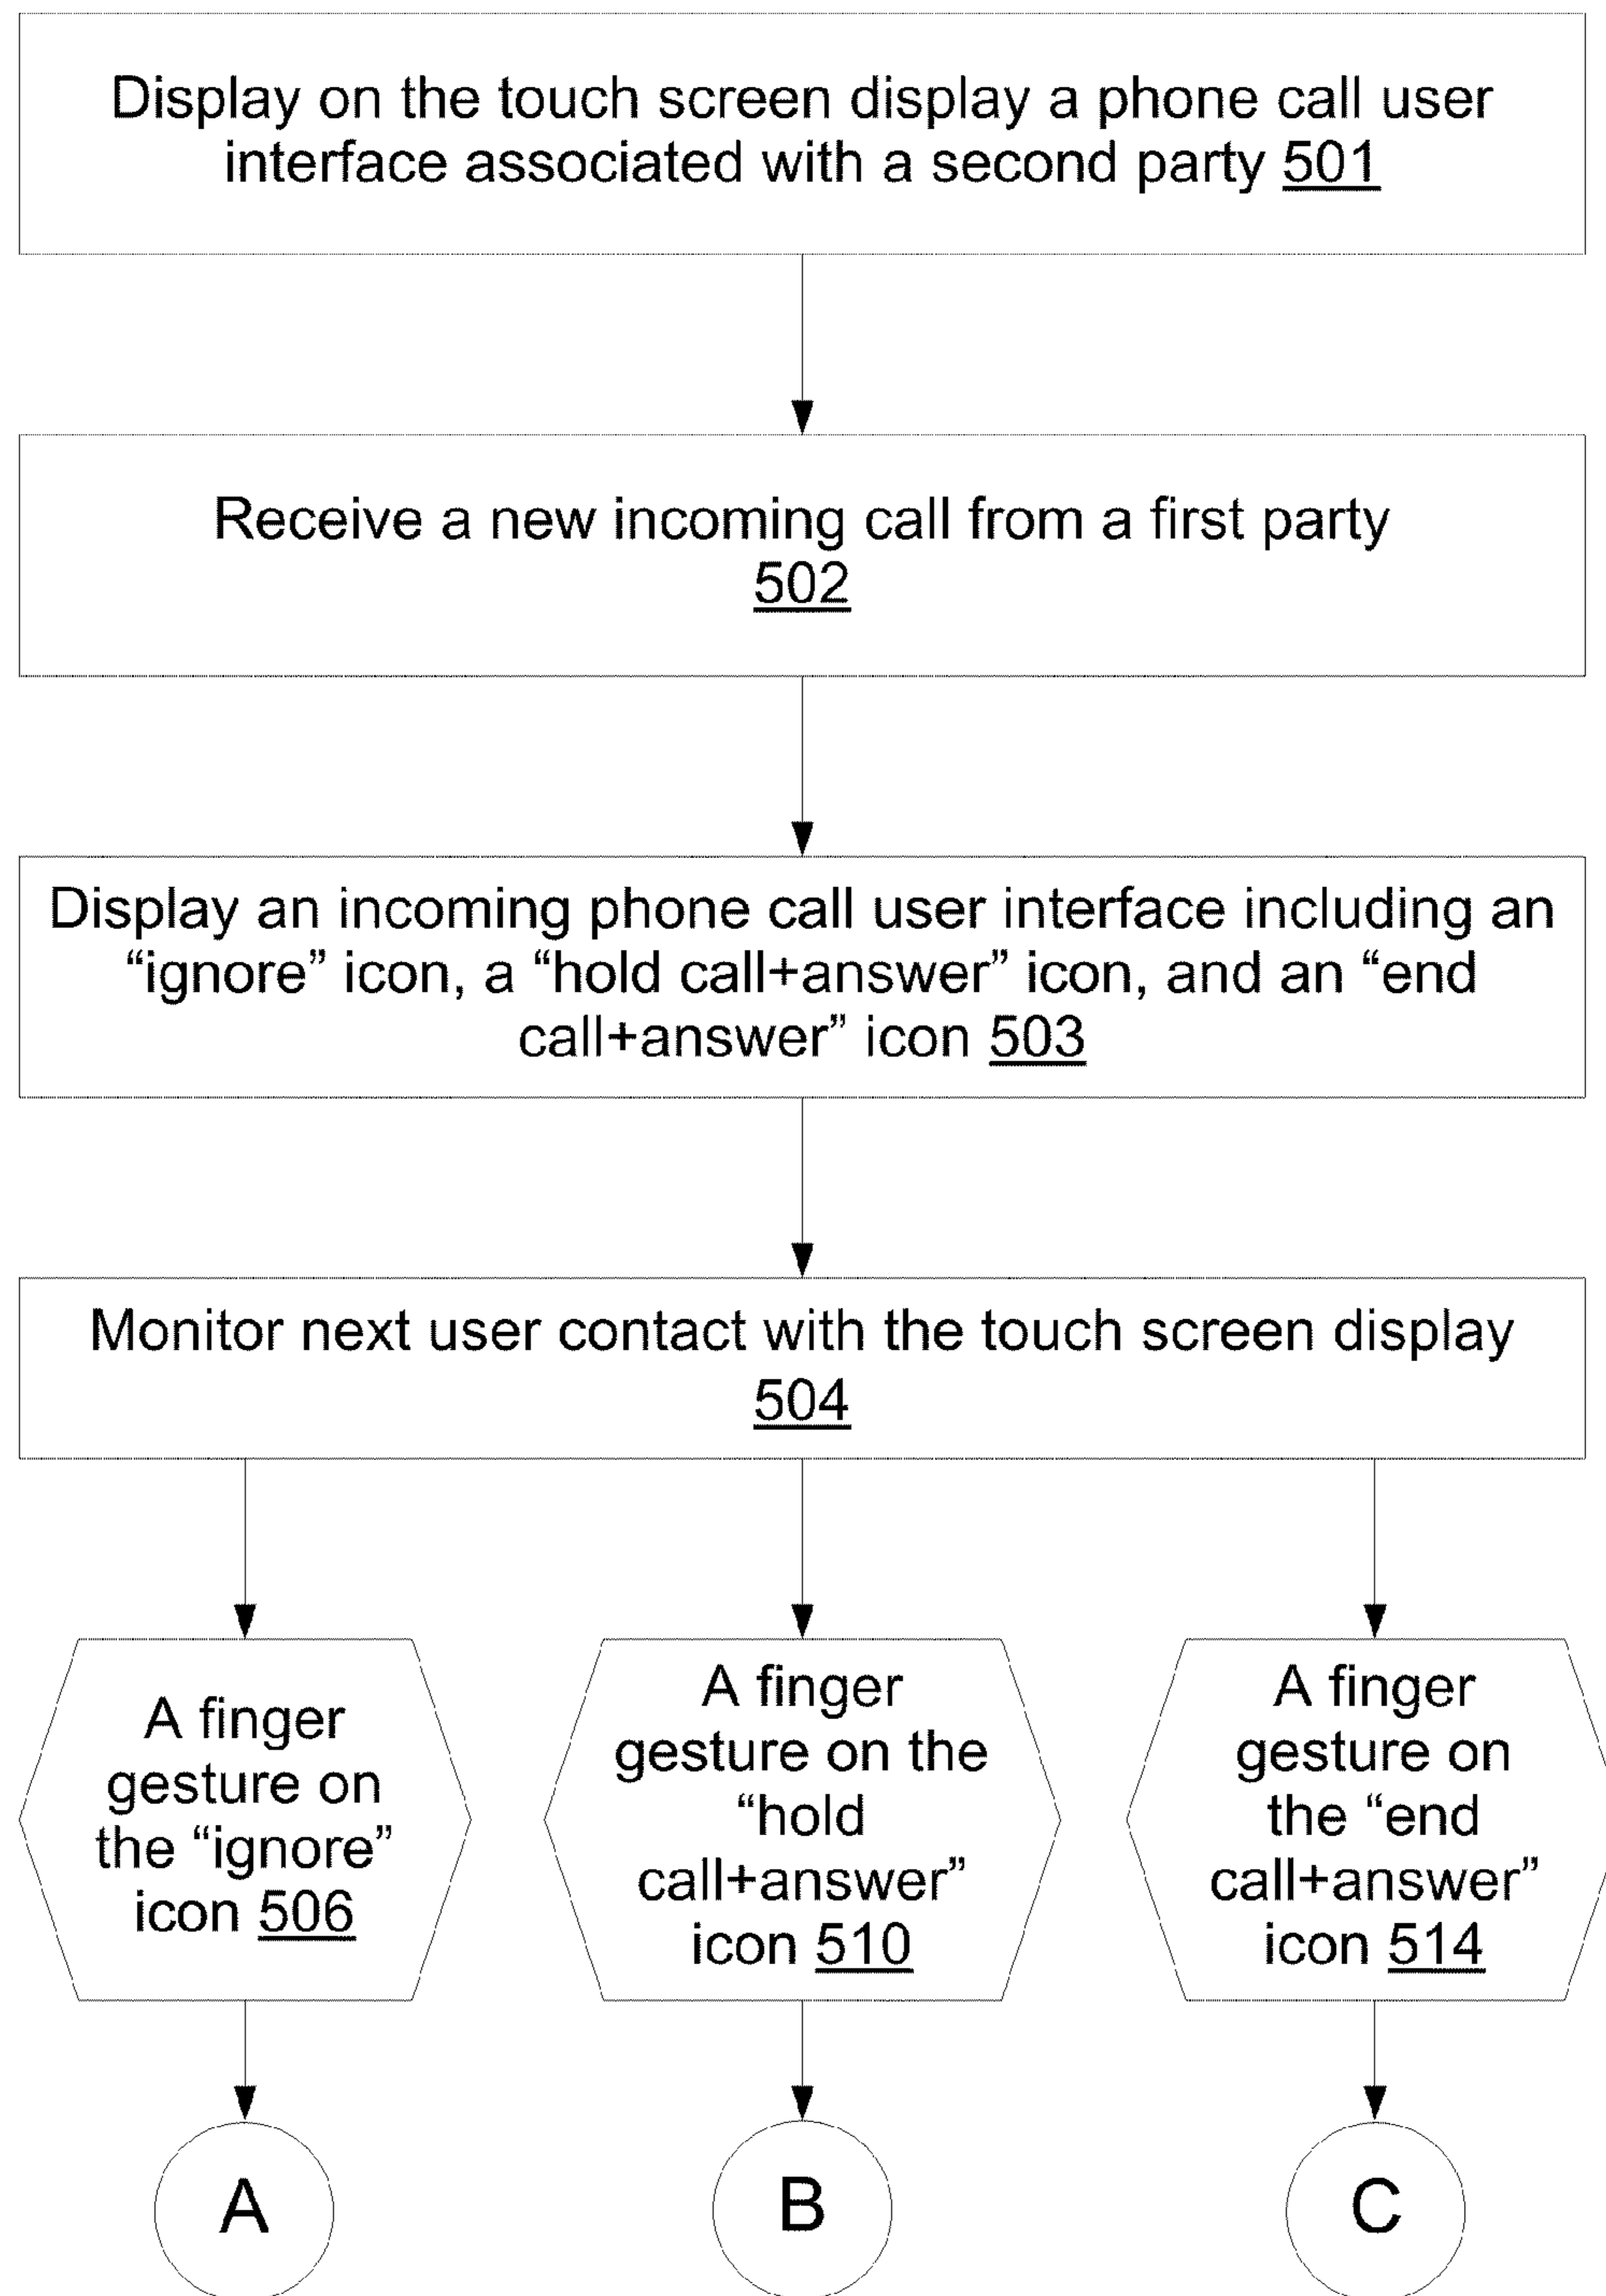 Display on the touch screen display a phone call user
interface associated with a second party 501
Receive a new incoming call from a first party
502
Display an incoming phone call user interface including an
“ignore” icon, a “hold call+answer” icon, and an “end
call+answer” icon 503
Monitor next user contact with the touch screen display
504
A finger
gesture on
the “ignore”
icon 506
A finger
gesture on the
“hold
call+answer”
icon 510
A finger
gesture on
the “end
call+answer”
icon 514
A
B
C